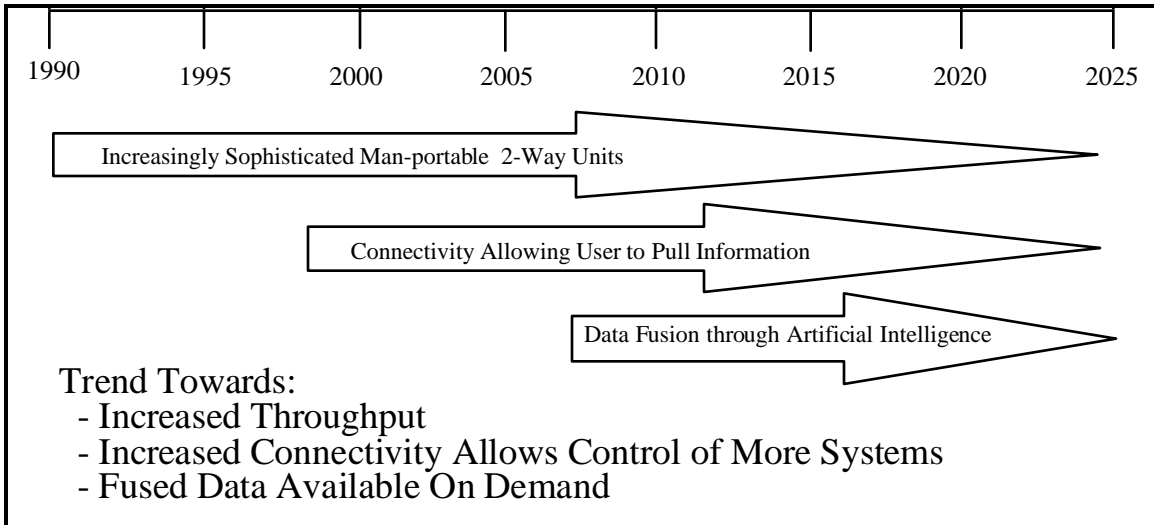 1990 1995 2000 2005 2010 2015 2020 2025
Increasingly Sophisticated Man-portable 2-Way Units
Connectivity Allowing User to Pull Information
Data Fusion through Artificial Intelligence
Trend Towards:
- Increased Throughput
- Increased Connectivity Allows Control of More Systems
- Fused Data Available On Demand